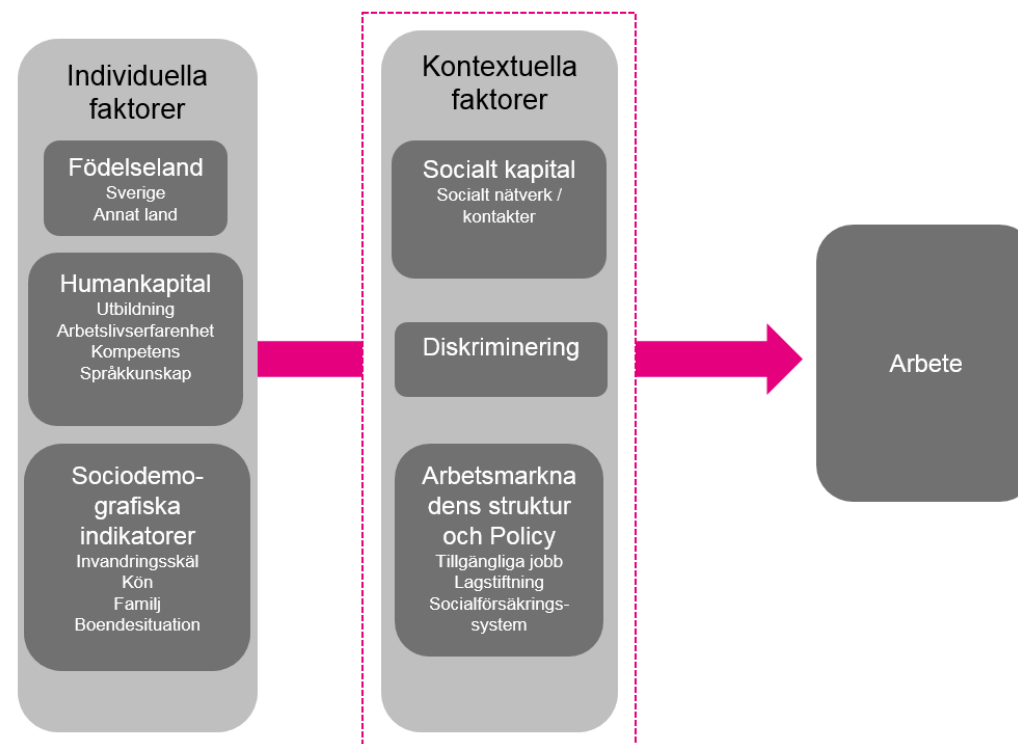 Individuella
faktorer
Födelseland
Sverige
Annat land
Humankapital
Utbildning
Arbetslivserfarenhet
Kompetens
Språkkunskap
Sociodemo-
grafiska
indikatorer
Invandringsskäl
Kön
Familj
Boendesituation
Kontextuella
faktorer
Socialt kapital
Socialt nätverk /
kontakter
Diskriminering
Arbetsmarkna
dens struktur
och Policy
Tillgängliga jobb
Lagstiftning
Socialförsäkrings-
system
Arbete